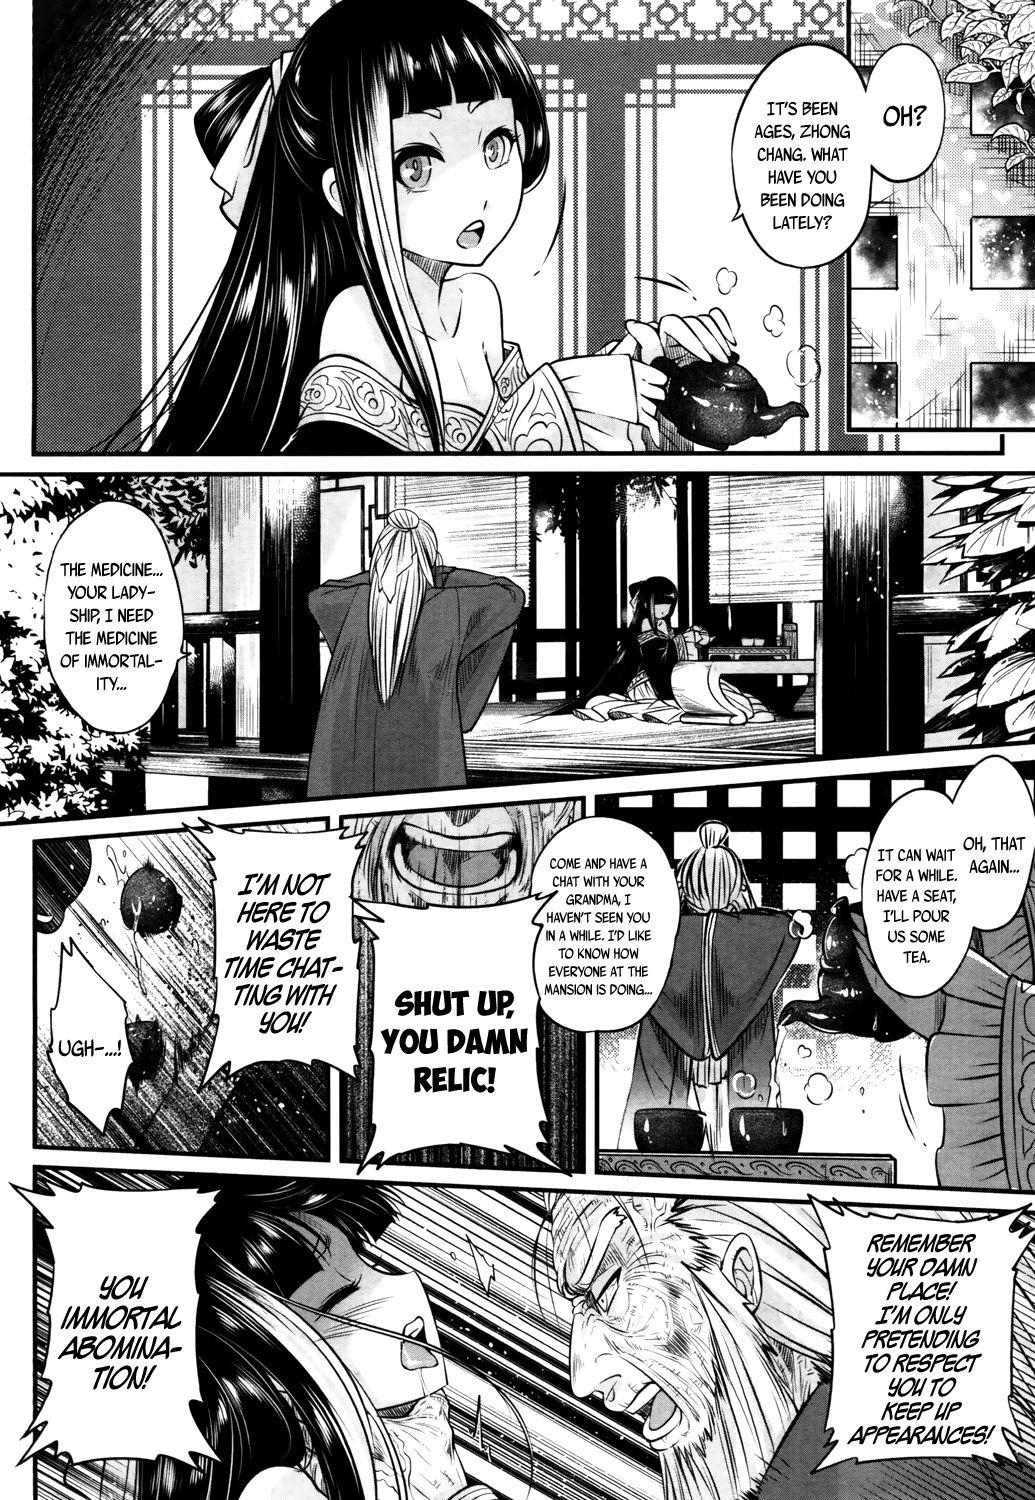 OH?
IT'S BEEN
AGES, ZHONG
CHANG. WHAT
HAVE YOU
BEEN DOING
LATELY?
THE MEDICINE...
YOUR LADY-
SHIP, I NEED
THE MEDICINE
OF IMMORTAL-
ITY...
OH, THAT
AGAIN...
IT CAN WAIT
FOR A WHILE.
HAVE A SEAT,
I'LL POUR
US SOME
TEA.
COME AND HAVE A
CHAT WITH YOUR
GRANDMA, I
HAVEN'T SEEN YOU
IN A WHILE. I'D LIKE
TO KNOW HOW
EVERYONE AT THE
MANSION IS DOING...
SHUT UP,
YOU DAMN
RELIC!
I'M NOT
HERE TO
WASTE
TIME CHAT-
TING WITH
YOU!
UGH-...!
REMEMBER
YOUR DAMN
PLACE!
I'M ONLY
PRETENDING
TO RESPECT
YOU TO
KEEP UP
APPEARANCES!
YOU
IMMORTAL
ABOMINA-
TION!